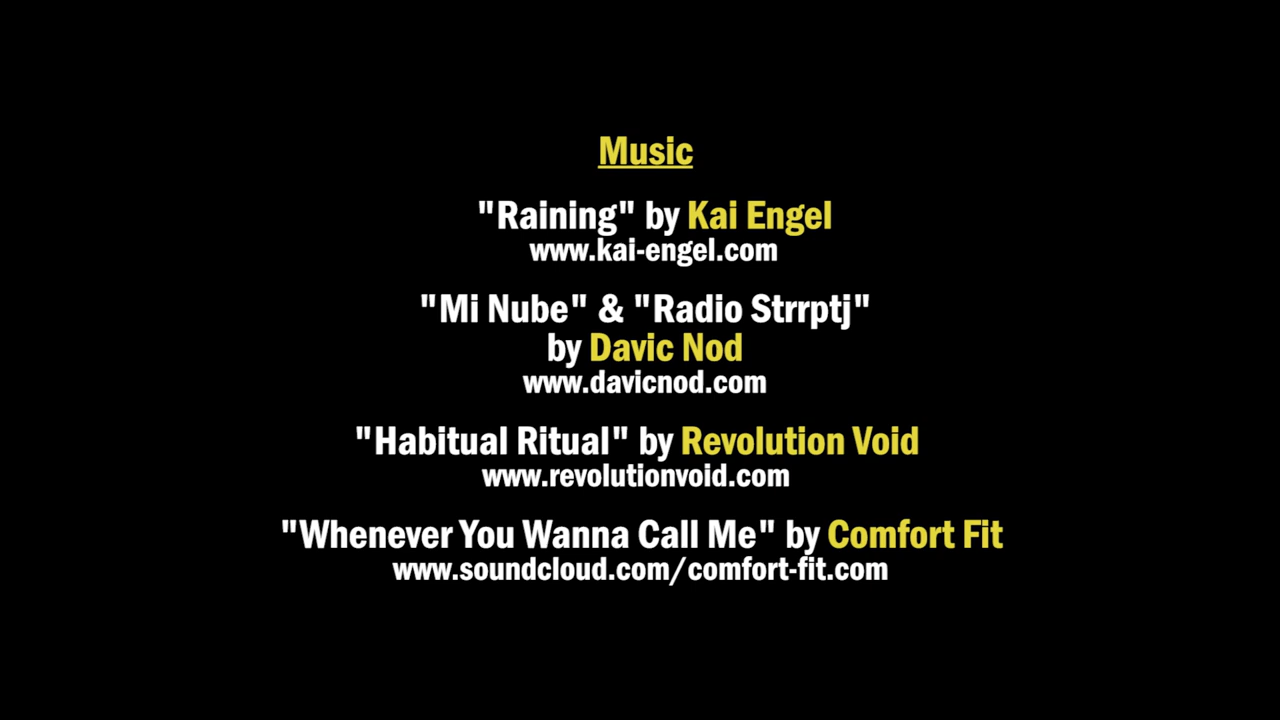 Music
"Raining" by Kai Engel
www.kai-engel.com
"Mi Nube" & "Radio Strrptj"
by Davic Nod
www.davicnod.com
"Habitual Ritual" by Revolution Void
www.revolutionvoid.com
"Whenever You Wanna Call Me" by Comfort Fit
www.soundcloud.com/comfort-fit.com